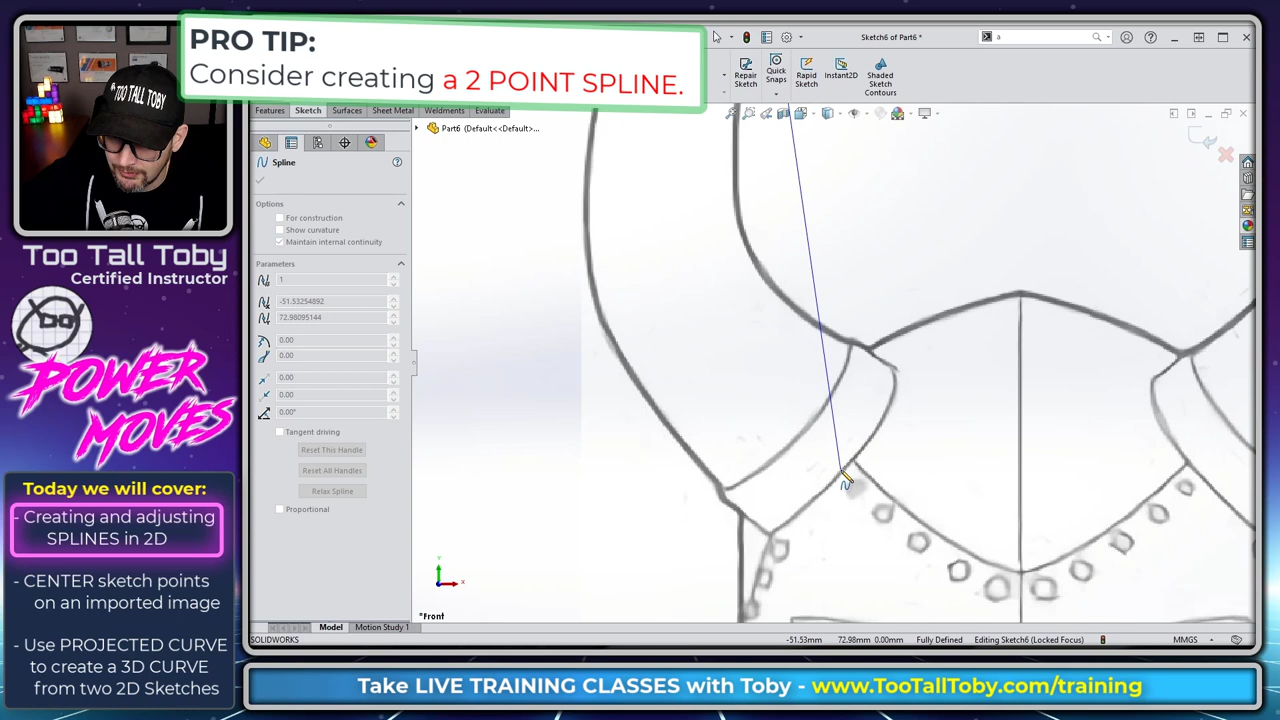 PRO TIP:
Consider creating a 2 POINT SPLINE.
"TOO TALL TOBY"
Too Tall Toby
Certified Instructor
POWER
MOVES
Today we will cover:
- Creating and adjusting
SPLINES in 2D
- CENTER sketch points
on an imported image
- Use PROJECTED CURVE
to create a 3D CURVE
from two 2D Sketches
Sketch6 of Part6 *
a
Repair
Sketch
Quick
Snaps
Rapid
Sketch
Instant2D
Shaded
Sketch
Contours
Features
Sketch
Surfaces
Sheet Metal
Weldments
Evaluate
Part6 (Default<<Default>...
Spline
Options
For construction
Show curvature
Maintain internal continuity
Parameters
1
-51.53254892
72.98095144
0.00
0.00
0.00
0.00
0.00°
Tangent driving
Reset This Handle
Reset All Handles
Relax Spline
Proportional
Y
X
*Front
Model
Motion Study 1
SOLIDWORKS
-51.53mm
72.98mm 0.00mm
Fully Defined
Editing Sketch6 (Locked Focus)
MMGS
Take LIVE TRAINING CLASSES with Toby - www.TooTallToby.com/training